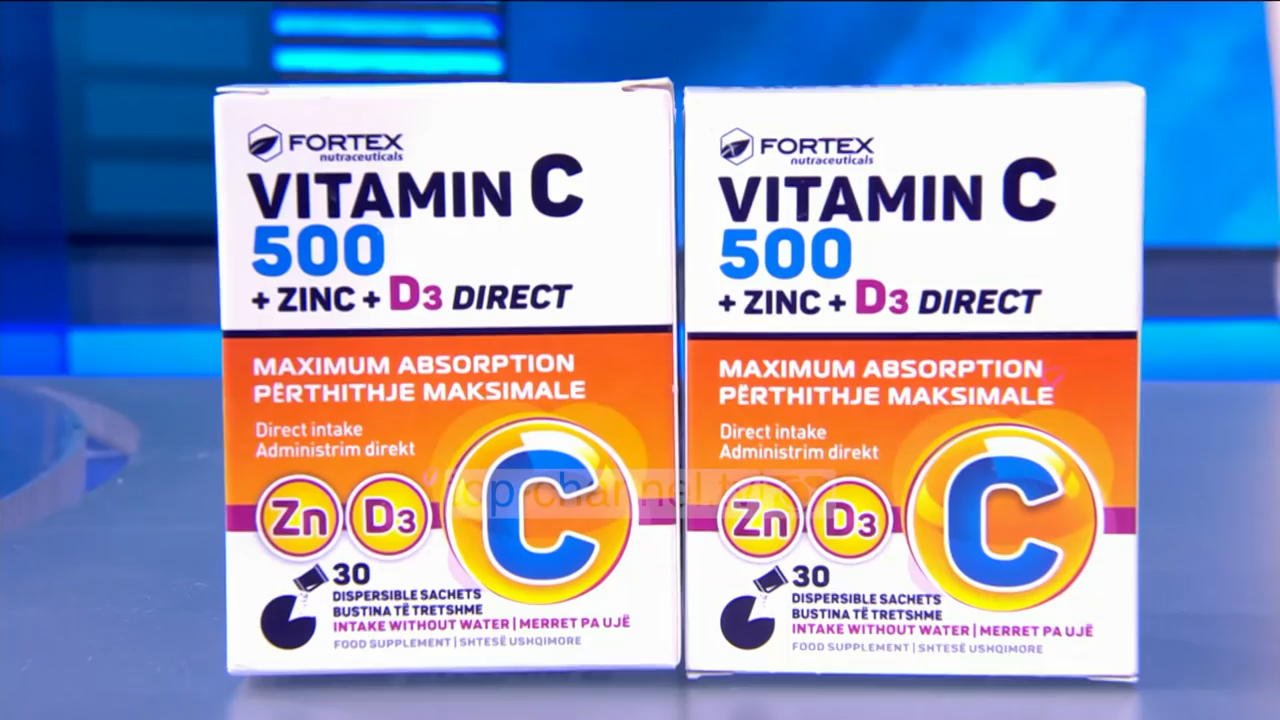 FORTEX
nutraceuticals
VITAMIN C
500
+ ZINC + D3 DIRECT
MAXIMUM ABSORPTION
PËRTHITHJE MAKSIMALE
Direct intake
Administrim direkt
Zn D3 C
30
DISPERSIBLE SACHETS
BUSTINA TË TRETSHME
INTAKE WITHOUT WATER | MERRET PA UJË
FOOD SUPPLEMENT | SHTESË USHQIMORE
FORTEX
nutraceuticals
VITAMIN C
500
+ ZINC + D3 DIRECT
MAXIMUM ABSORPTION
PËRTHITHJE MAKSIMALE
Direct intake
Administrim direkt
Zn D3 C
30
DISPERSIBLE SACHETS
BUSTINA TË TRETSHME
INTAKE WITHOUT WATER | MERRET PA UJË
FOOD SUPPLEMENT | SHTESË USHQIMORE
top-channel.tv